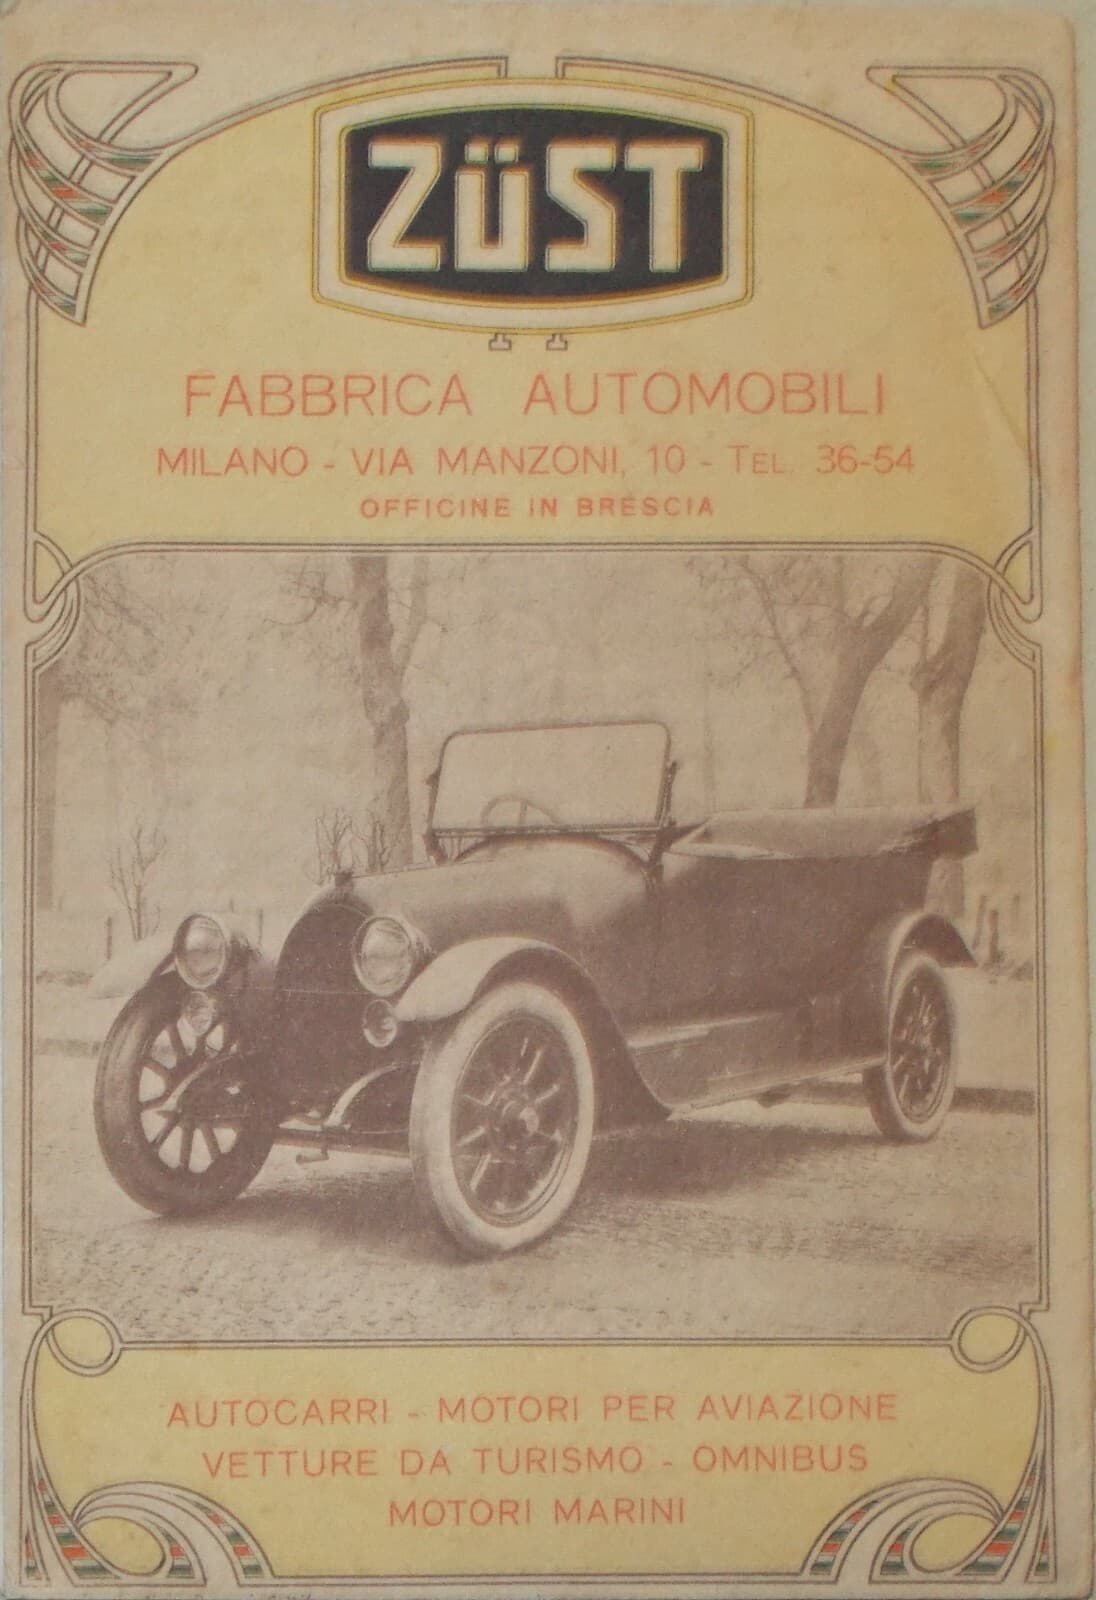 ZÜST
FABBRICA AUTOMOBILI
MILANO - VIA MANZONI, 10 - TEL. 36-54
OFFICINE IN BRESCIA
AUTOCARRI - MOTORI PER AVIAZIONE
VETTURE DA TURISMO - OMNIBUS
MOTORI MARINI